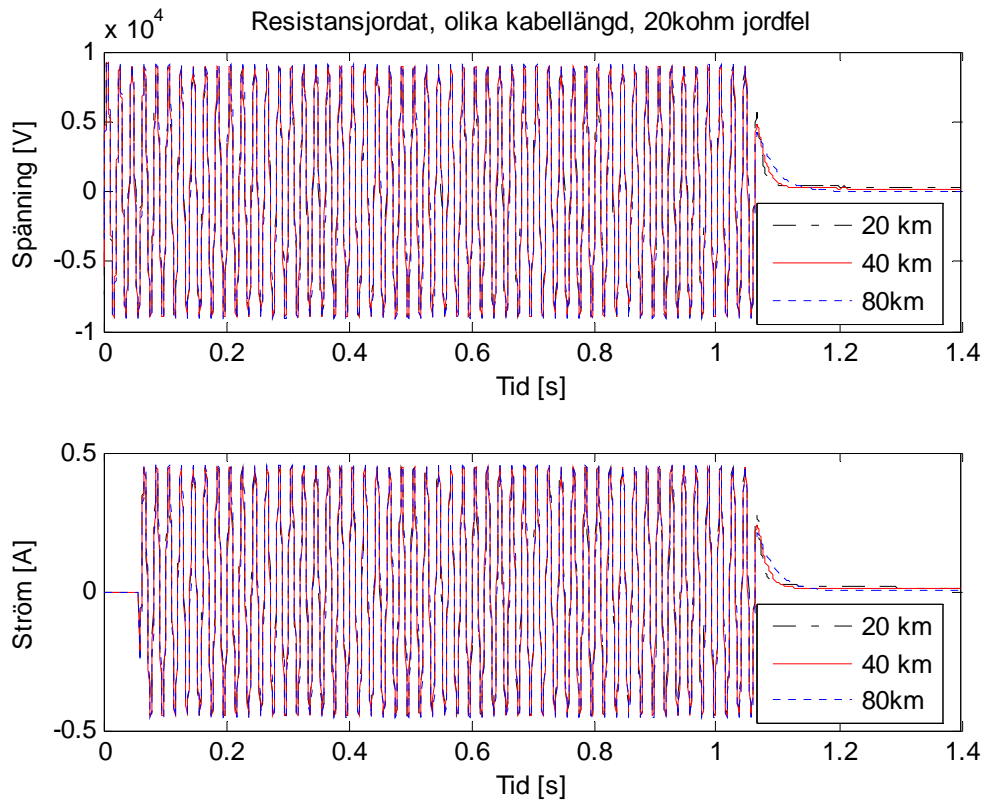 Resistansjordat, olika kabellängd, 20kohm jordfel
x 10^4
1
0.5
0
-0.5
-1
Spänning [V]
20 km
40 km
80km
0 0.2 0.4 0.6 0.8 1 1.2 1.4
Tid [s]
0.5
0
-0.5
Ström [A]
20 km
40 km
80km
0 0.2 0.4 0.6 0.8 1 1.2 1.4
Tid [s]